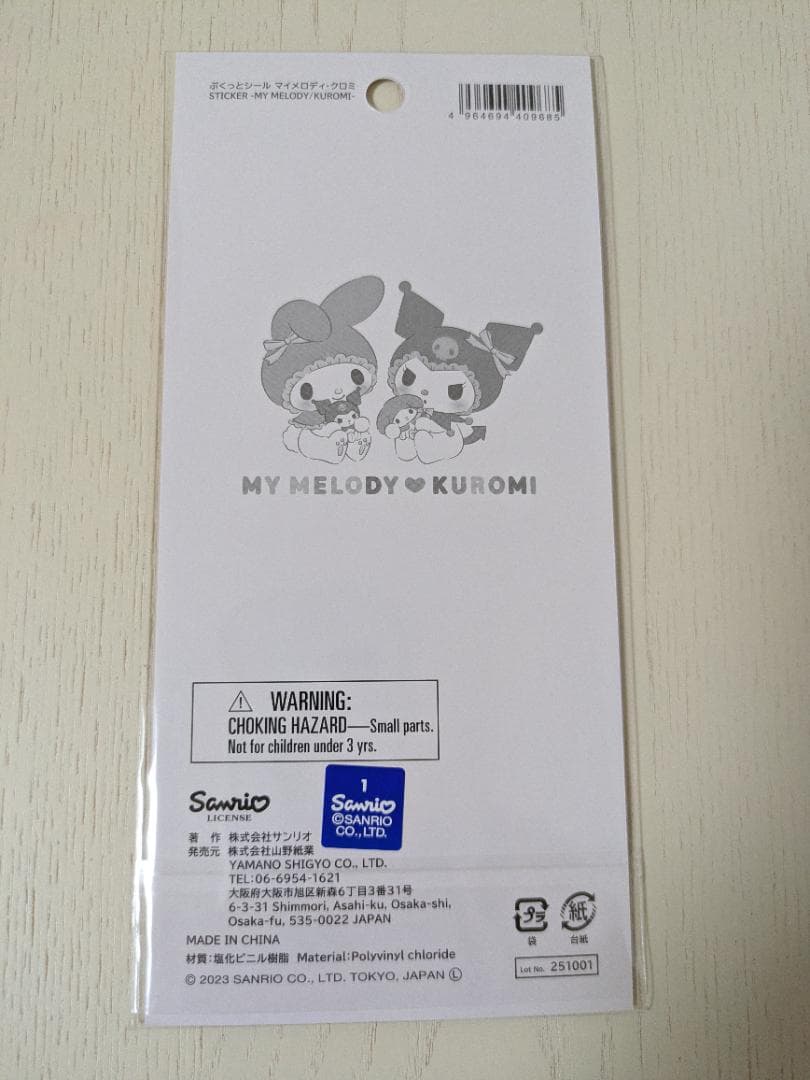 ぷくっとシール マイメロディ・クロミ
STICKER -MY MELODY/KUROMI-
4 964694 409685
MY MELODY♥KUROMI
⚠ WARNING:
CHOKING HAZARD—Small parts.
Not for children under 3 yrs.
Sanrio
LICENSE
1
Sanrio
©SANRIO
CO., LTD.
著 作 株式会社サンリオ
発売元 株式会社山野紙業
YAMANO SHIGYO CO., LTD.
TEL:06-6954-1621
大阪府大阪市旭区新森6丁目3番31号
6-3-31 Shimmori, Asahi-ku, Osaka-shi,
Osaka-fu, 535-0022 JAPAN
MADE IN CHINA
材質:塩化ビニル樹脂 Material:Polyvinyl chloride
© 2023 SANRIO CO., LTD. TOKYO, JAPAN Ⓛ
プラ
袋
紙
台紙
Lot No. 251001